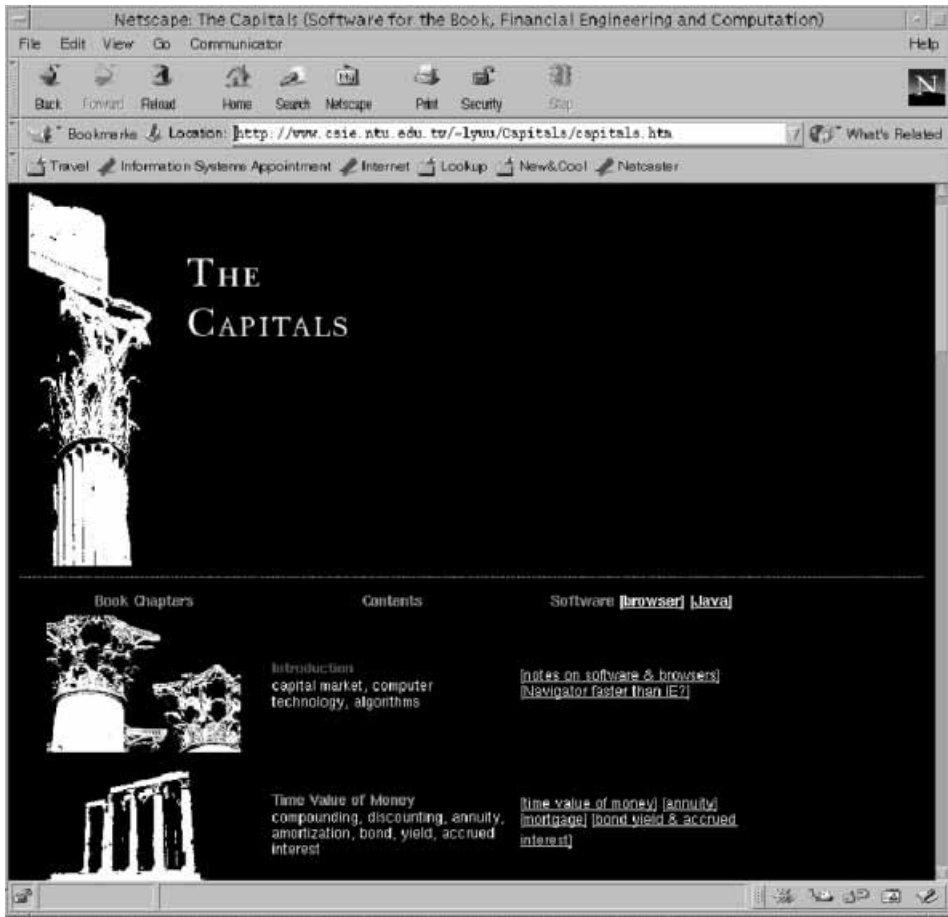 Netscape: The Capitals (Software for the Book, Financial Engineering and Computation)
File Edit View Go Communicator Help
Back Forward Reload Home Search Netscape Print Security Stop
Bookmarks Location: http://www.csie.ntu.edu.tw/~lyuu/Capitals/capitals.htm What's Related
Travel Information Systems Appointment Internet Lookup New&Cool Netcaster
THE
CAPITALS
Book Chapters Contents Software [browser] [Java]
Introduction
capital market, computer
technology, algorithms
[notes on software & browsers]
[Navigator faster than IE?]
Time Value of Money
compounding, discounting, annuity,
amortization, bond, yield, accrued
interest
[time value of money] [annuity]
[mortgage] [bond yield & accrued
interest]